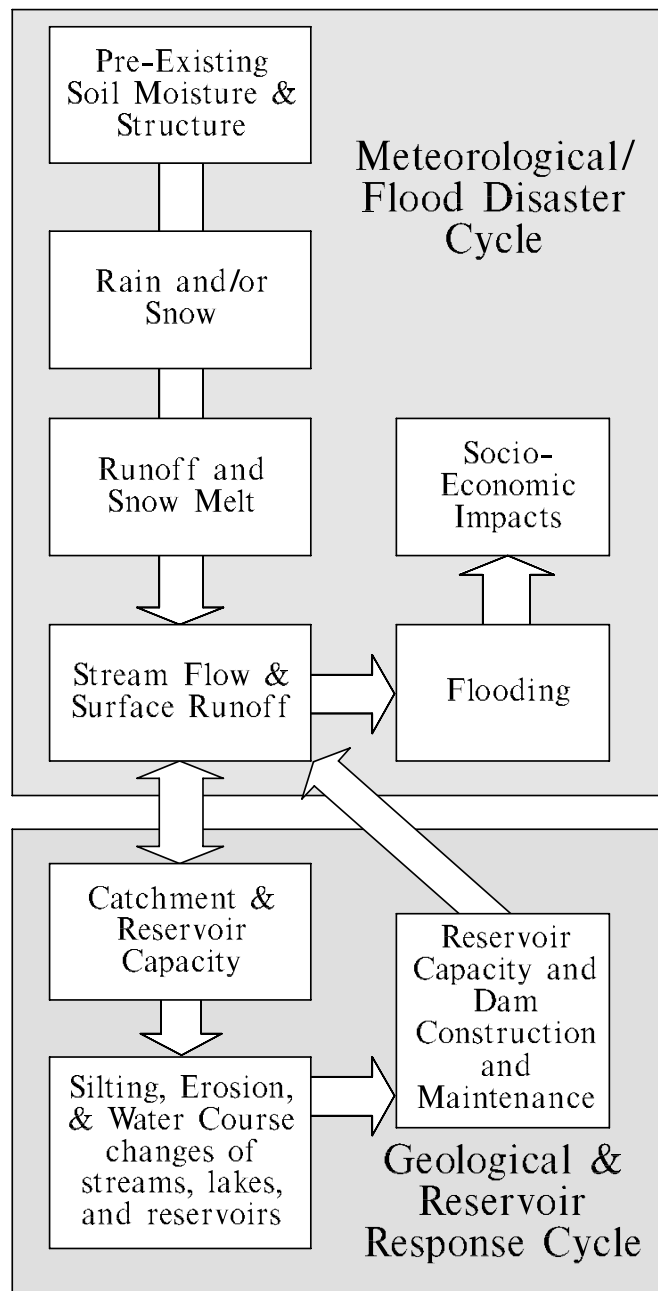 Pre-Existing
Soil Moisture &
Structure
Meteorological/
Flood Disaster
Cycle
Rain and/or
Snow
Runoff and
Snow Melt
Socio-
Economic
Impacts
Stream Flow &
Surface Runoff
Flooding
Catchment &
Reservoir
Capacity
Reservoir
Capacity and
Dam
Construction
and
Maintenance
Silting, Erosion,
& Water Course
changes of
streams, lakes,
and reservoirs
Geological &
Reservoir
Response Cycle